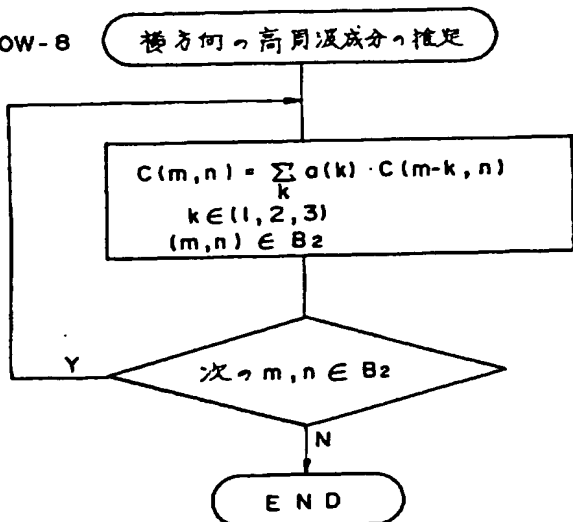 OW-8
横方向の高周波成分の推定
C(m,n) = Σ a(k)·C(m-k,n)
k
k∈(1,2,3)
(m,n) ∈ B2
次の m,n ∈ B2
Y
N
END